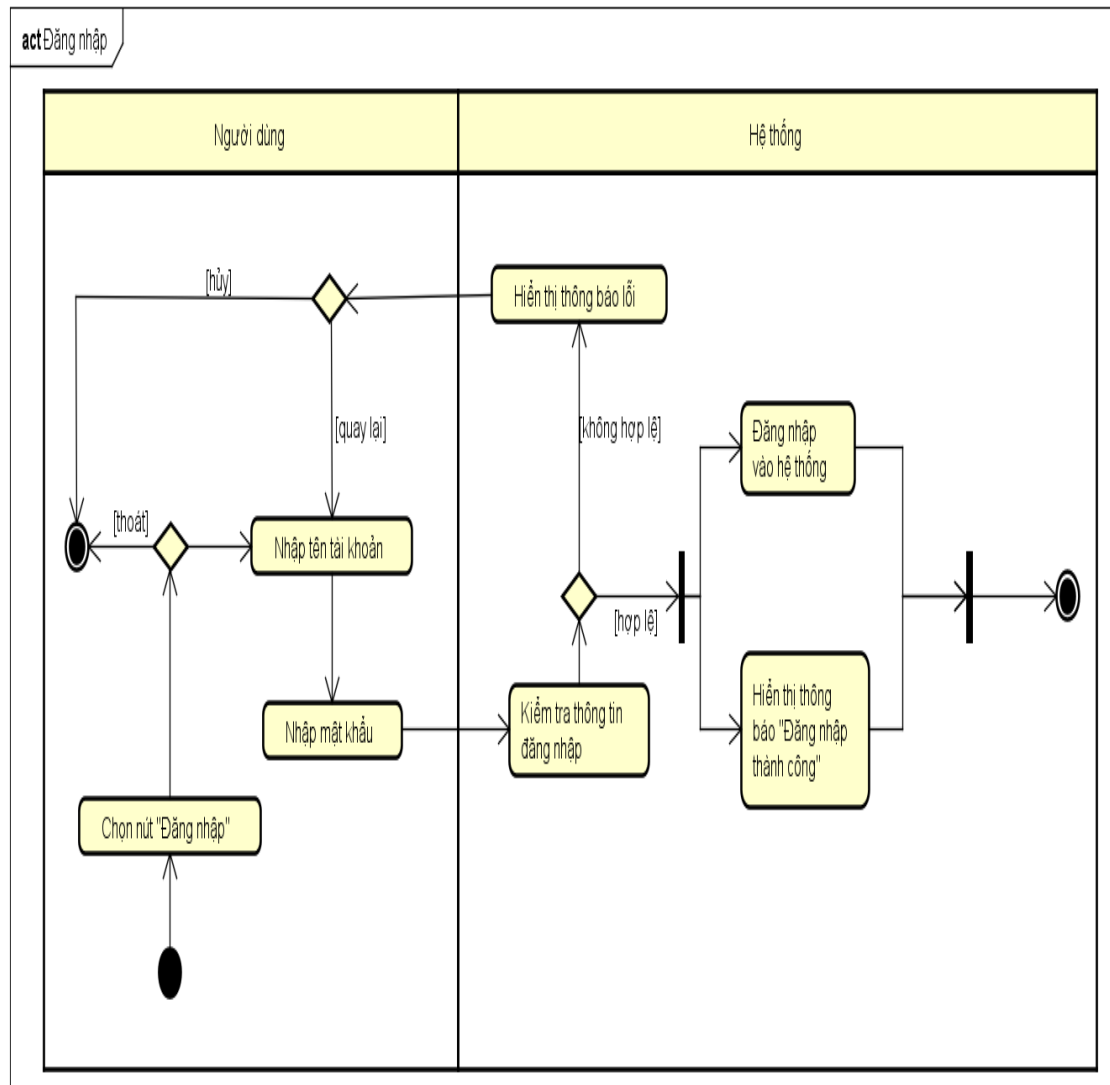 act Đăng nhập
Người dùng
Hệ thống
[hủy]
Hiển thị thông báo lỗi
[quay lại]
[không hợp lệ]
Đăng nhập
vào hệ thống
[thoát]
Nhập tên tài khoản
[hợp lệ]
Nhập mật khẩu
Kiểm tra thông tin
đăng nhập
Hiển thị thông
báo "Đăng nhập
thành công"
Chọn nút "Đăng nhập"